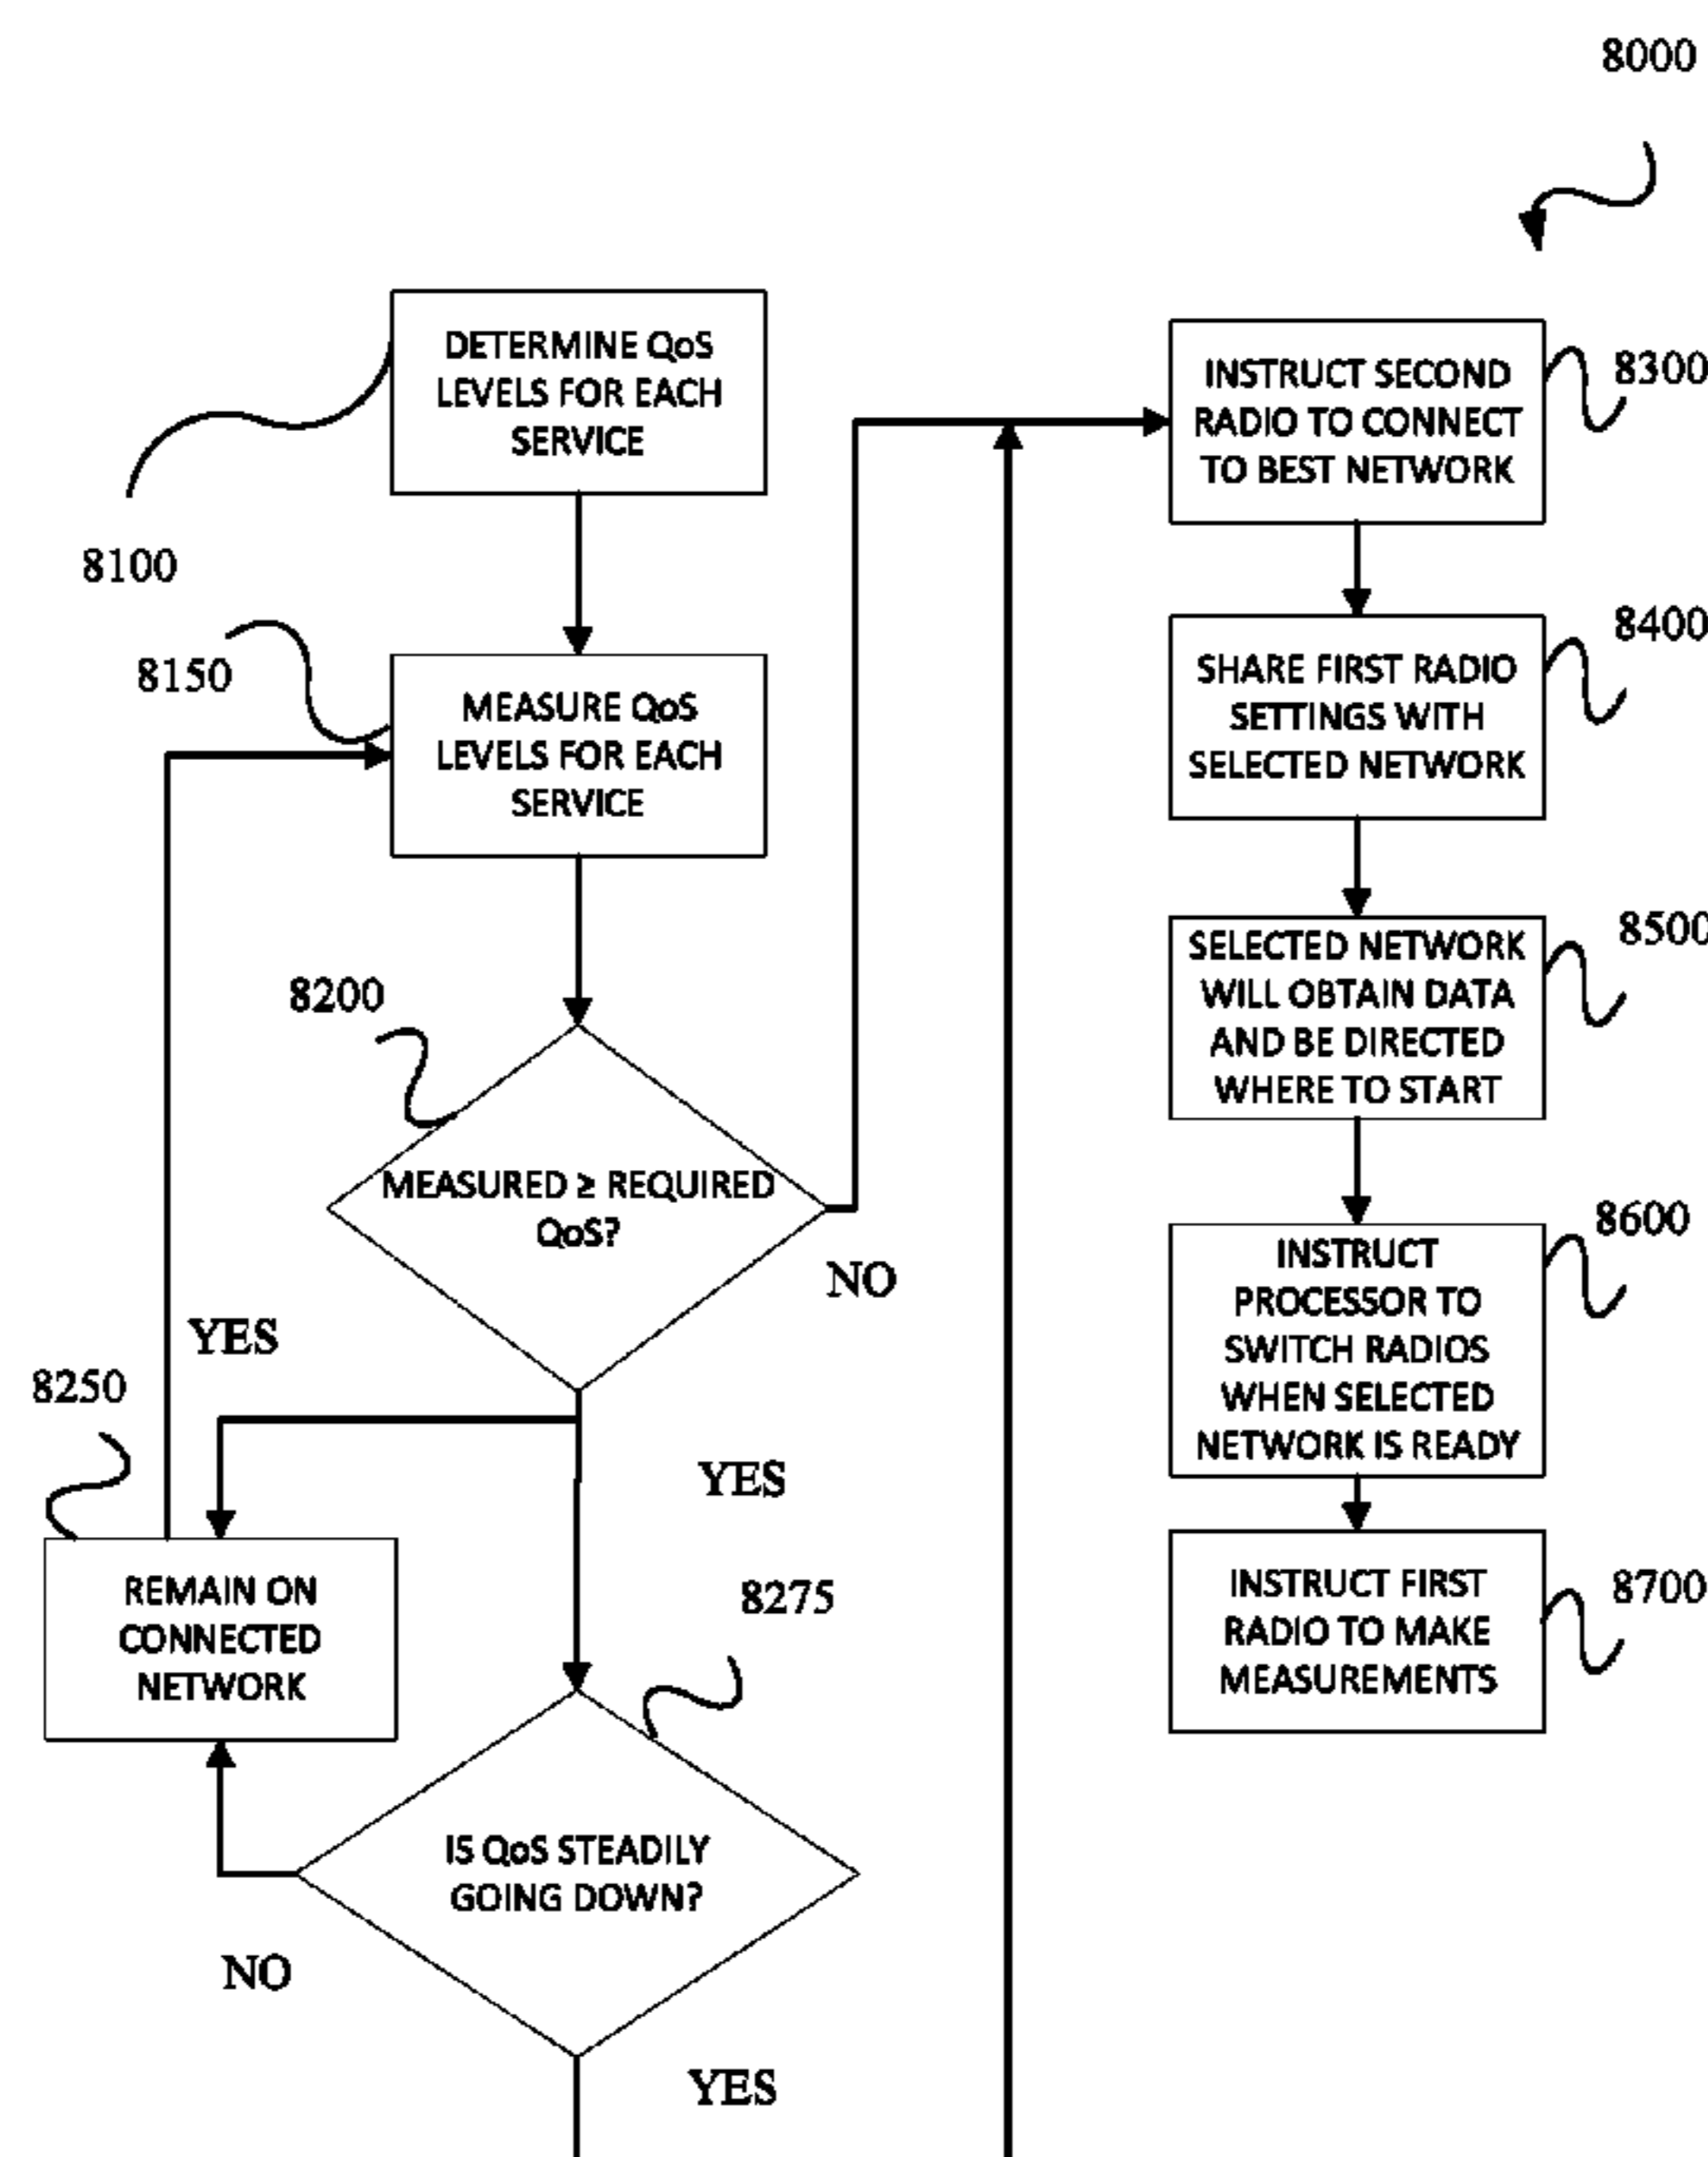 8000
DETERMINE QoS
LEVELS FOR EACH
SERVICE
8100
8150
MEASURE QoS
LEVELS FOR EACH
SERVICE
8200
MEASURED ≥ REQUIRED
QoS?
NO
YES
YES
8250
REMAIN ON
CONNECTED
NETWORK
8275
IS QoS STEADILY
GOING DOWN?
NO
YES
INSTRUCT SECOND
RADIO TO CONNECT
TO BEST NETWORK
8300
SHARE FIRST RADIO
SETTINGS WITH
SELECTED NETWORK
8400
SELECTED NETWORK
WILL OBTAIN DATA
AND BE DIRECTED
WHERE TO START
8500
INSTRUCT
PROCESSOR TO
SWITCH RADIOS
WHEN SELECTED
NETWORK IS READY
8600
INSTRUCT FIRST
RADIO TO MAKE
MEASUREMENTS
8700